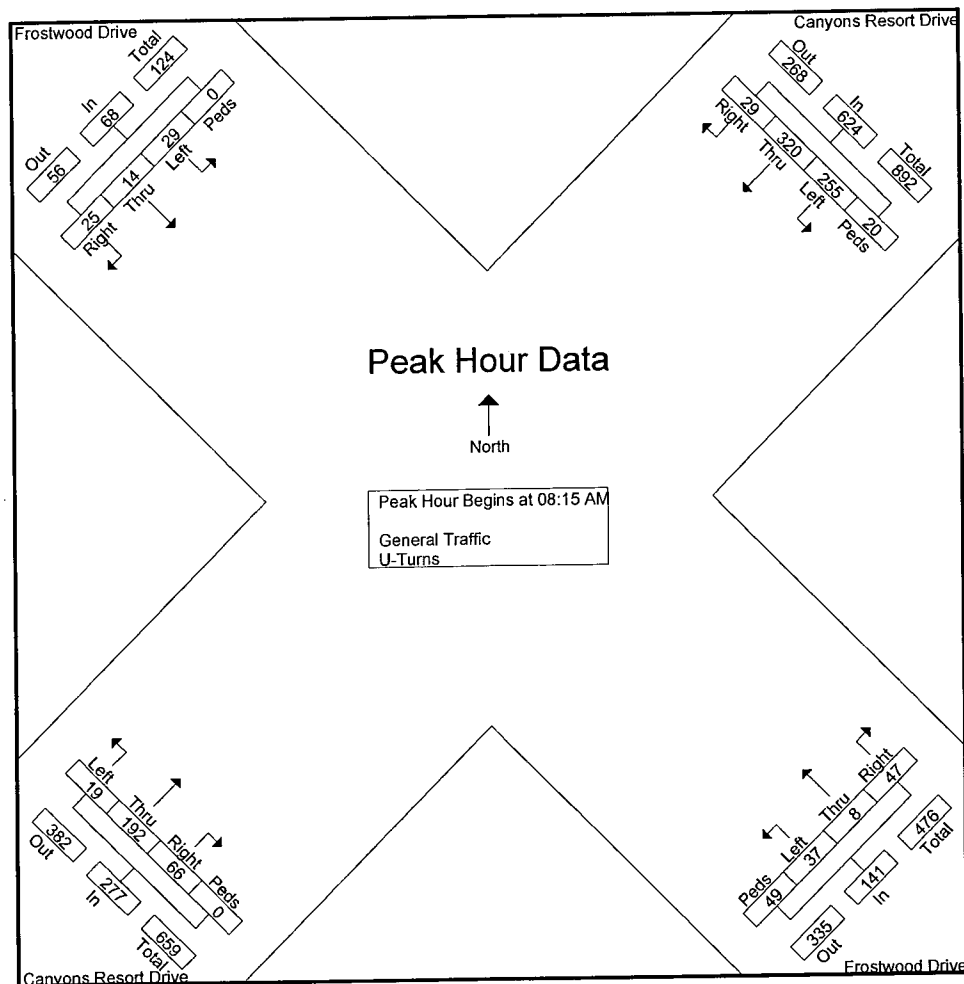 Frostwood Drive
Out
56
In
68
Total
124
25
14
29
0
Right
Thru
Left
Peds
Canyons Resort Drive
Out
268
In
624
Total
892
29
320
255
20
Right
Thru
Left
Peds
Peak Hour Data
North
Peak Hour Begins at 08:15 AM
General Traffic
U-Turns
Left
Thru
Right
Peds
19
192
66
0
382
Out
277
In
659
Total
Canyons Resort Drive
Peds
Left
Thru
Right
49
37
8
47
335
Out
141
In
476
Total
Frostwood Drive